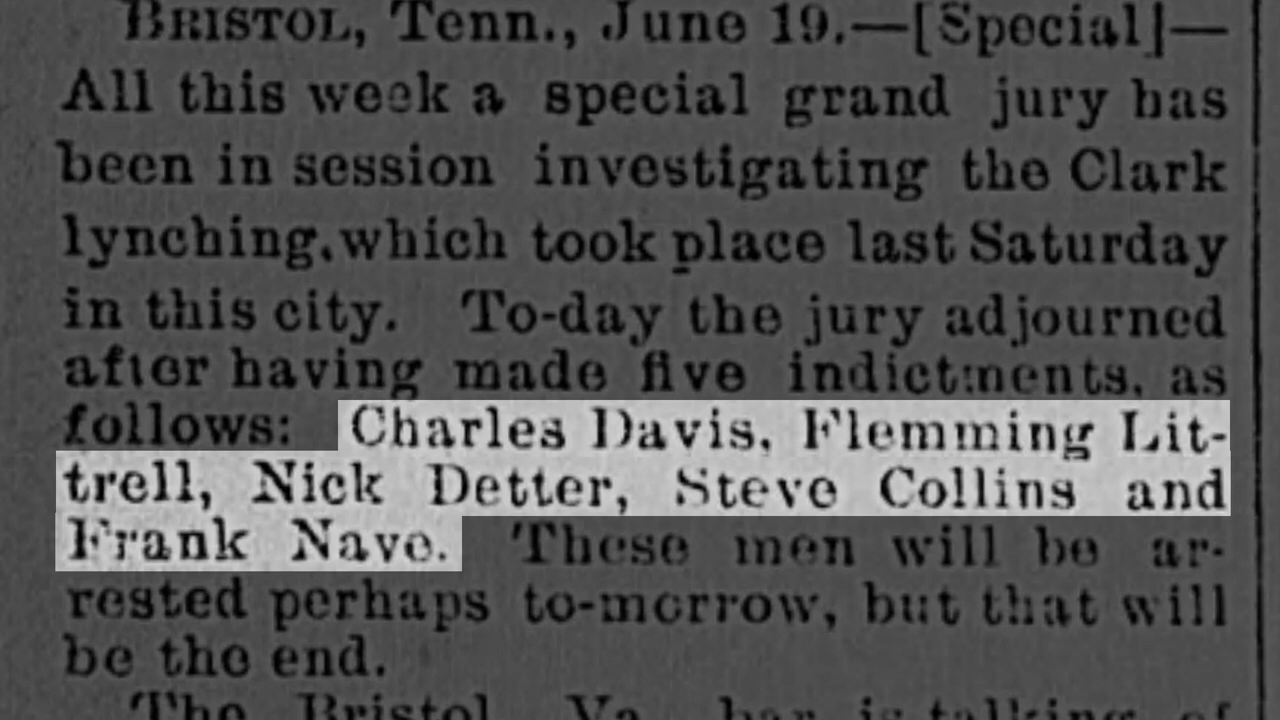 BRISTOL, Tenn., June 19.—[Special]—
All this week a special grand jury has
been in session investigating the Clark
lynching, which took place last Saturday
in this city. To-day the jury adjourned
after having made five indictments, as
follows: Charles Davis, Flemming Lit-
trell, Nick Detter, Steve Collins and
Frank Nave. These men will be ar-
rested perhaps to-morrow, but that will
be the end.
The Bristol, Va., bar is talking of